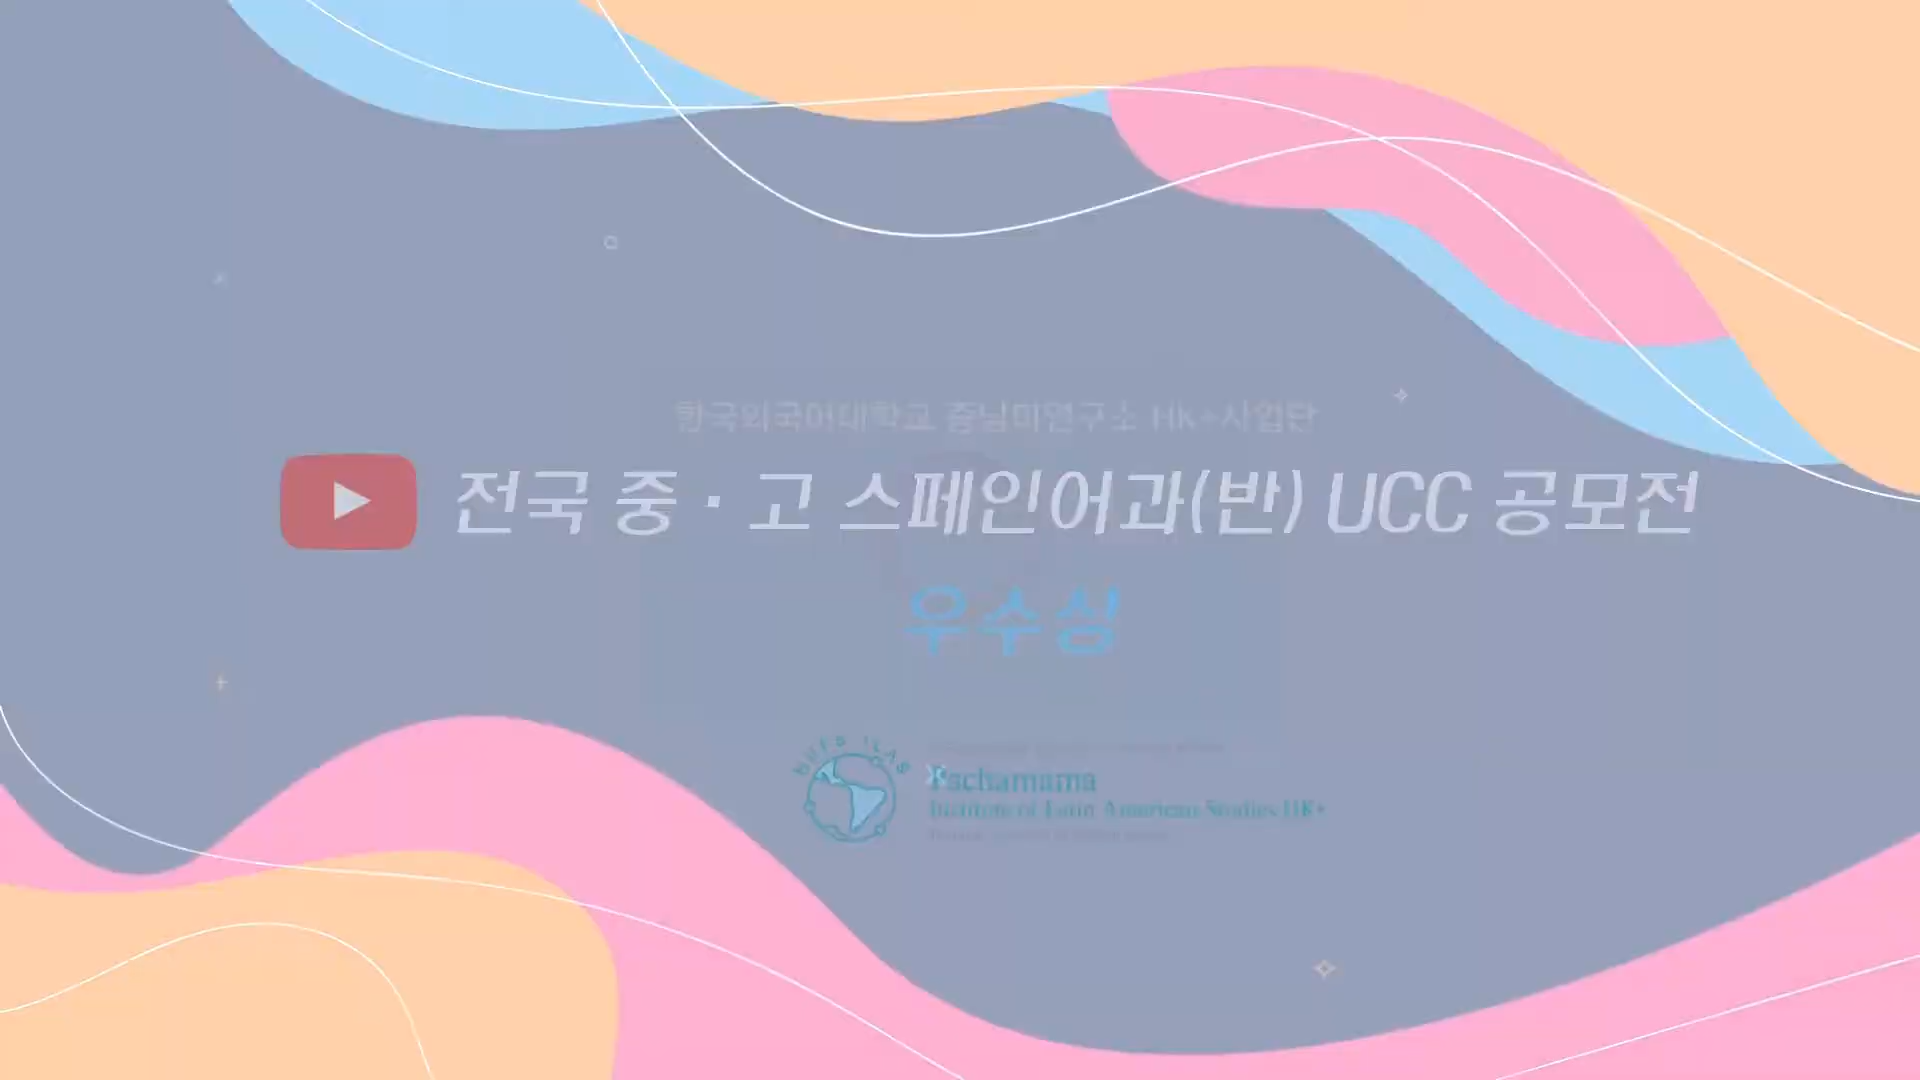 한국외국어대학교 중남미연구소 HK+사업단
전국 중·고 스페인어과(반) UCC 공모전
우수상
HUFS ILAS
Pachamama
Institute of Latin American Studies HK+